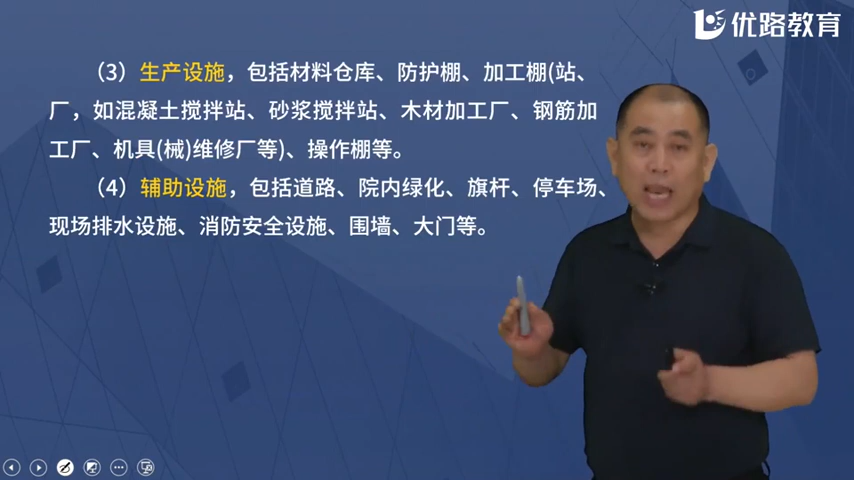 优路教育
（3）生产设施，包括材料仓库、防护棚、加工棚(站、
厂，如混凝土搅拌站、砂浆搅拌站、木材加工厂、钢筋加
工厂、机具(械)维修厂等)、操作棚等。
（4）辅助设施，包括道路、院内绿化、旗杆、停车场、
现场排水设施、消防安全设施、围墙、大门等。